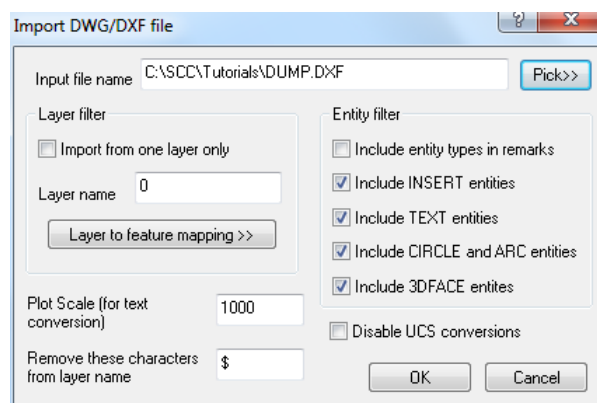 Import DWG/DXF file
?
X
Input file name
C:\SCC\Tutorials\DUMP.DXF
Pick>>
Layer filter
Import from one layer only
Layer name
0
Layer to feature mapping >>
Entity filter
Include entity types in remarks
Include INSERT entities
Include TEXT entities
Include CIRCLE and ARC entities
Include 3DFACE entites
Plot Scale (for text
conversion)
1000
Remove these characters
from layer name
$
Disable UCS conversions
OK
Cancel